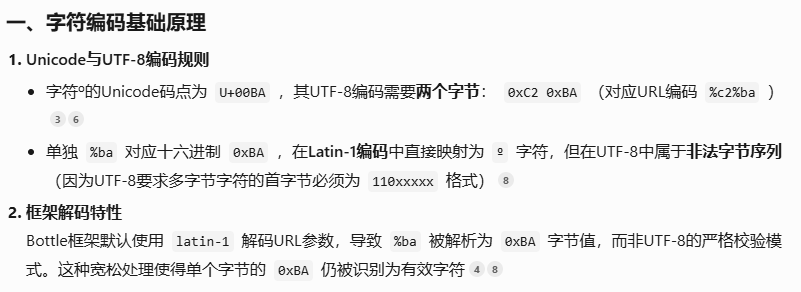 一、字符编码基础原理
1. Unicode与UTF-8编码规则
• 字符º的Unicode码点为 U+00BA ，其UTF-8编码需要两个字节： 0xC2 0xBA （对应URL编码 %c2%ba ）
3 6
• 单独 %ba 对应十六进制 0xBA ，在Latin-1编码中直接映射为 º 字符，但在UTF-8中属于非法字节序列
（因为UTF-8要求多字节字符的首字节必须为 110xxxxx 格式） 8
2. 框架解码特性
Bottle框架默认使用 latin-1 解码URL参数，导致 %ba 被解析为 0xBA 字节值，而非UTF-8的严格校验模
式。这种宽松处理使得单个字节的 0xBA 仍被识别为有效字符 4 8